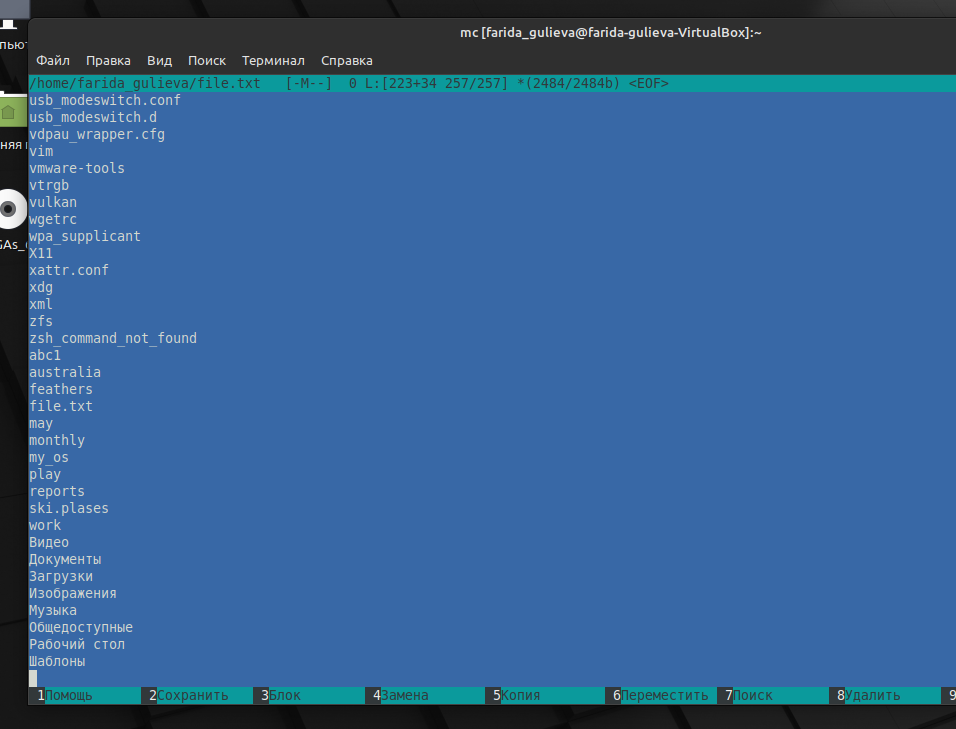 mc [farida_gulieva@farida-gulieva-VirtualBox]:~
Файл Правка Вид Поиск Терминал Справка
/home/farida_gulieva/file.txt [-M--] 0 L:[223+34 257/257] *(2484/2484b) <EOF>
usb_modeswitch.conf
usb_modeswitch.d
vdpau_wrapper.cfg
vim
vmware-tools
vtrgb
vulkan
wgetrc
wpa_supplicant
X11
xattr.conf
xdg
xml
zfs
zsh_command_not_found
abc1
australia
feathers
file.txt
may
monthly
my_os
play
reports
ski.plases
work
Видео
Документы
Загрузки
Изображения
Музыка
Общедоступные
Рабочий стол
Шаблоны
1Помощь 2Сохранить 3Блок 4Замена 5Копия 6Переместить 7Поиск 8Удалить 9